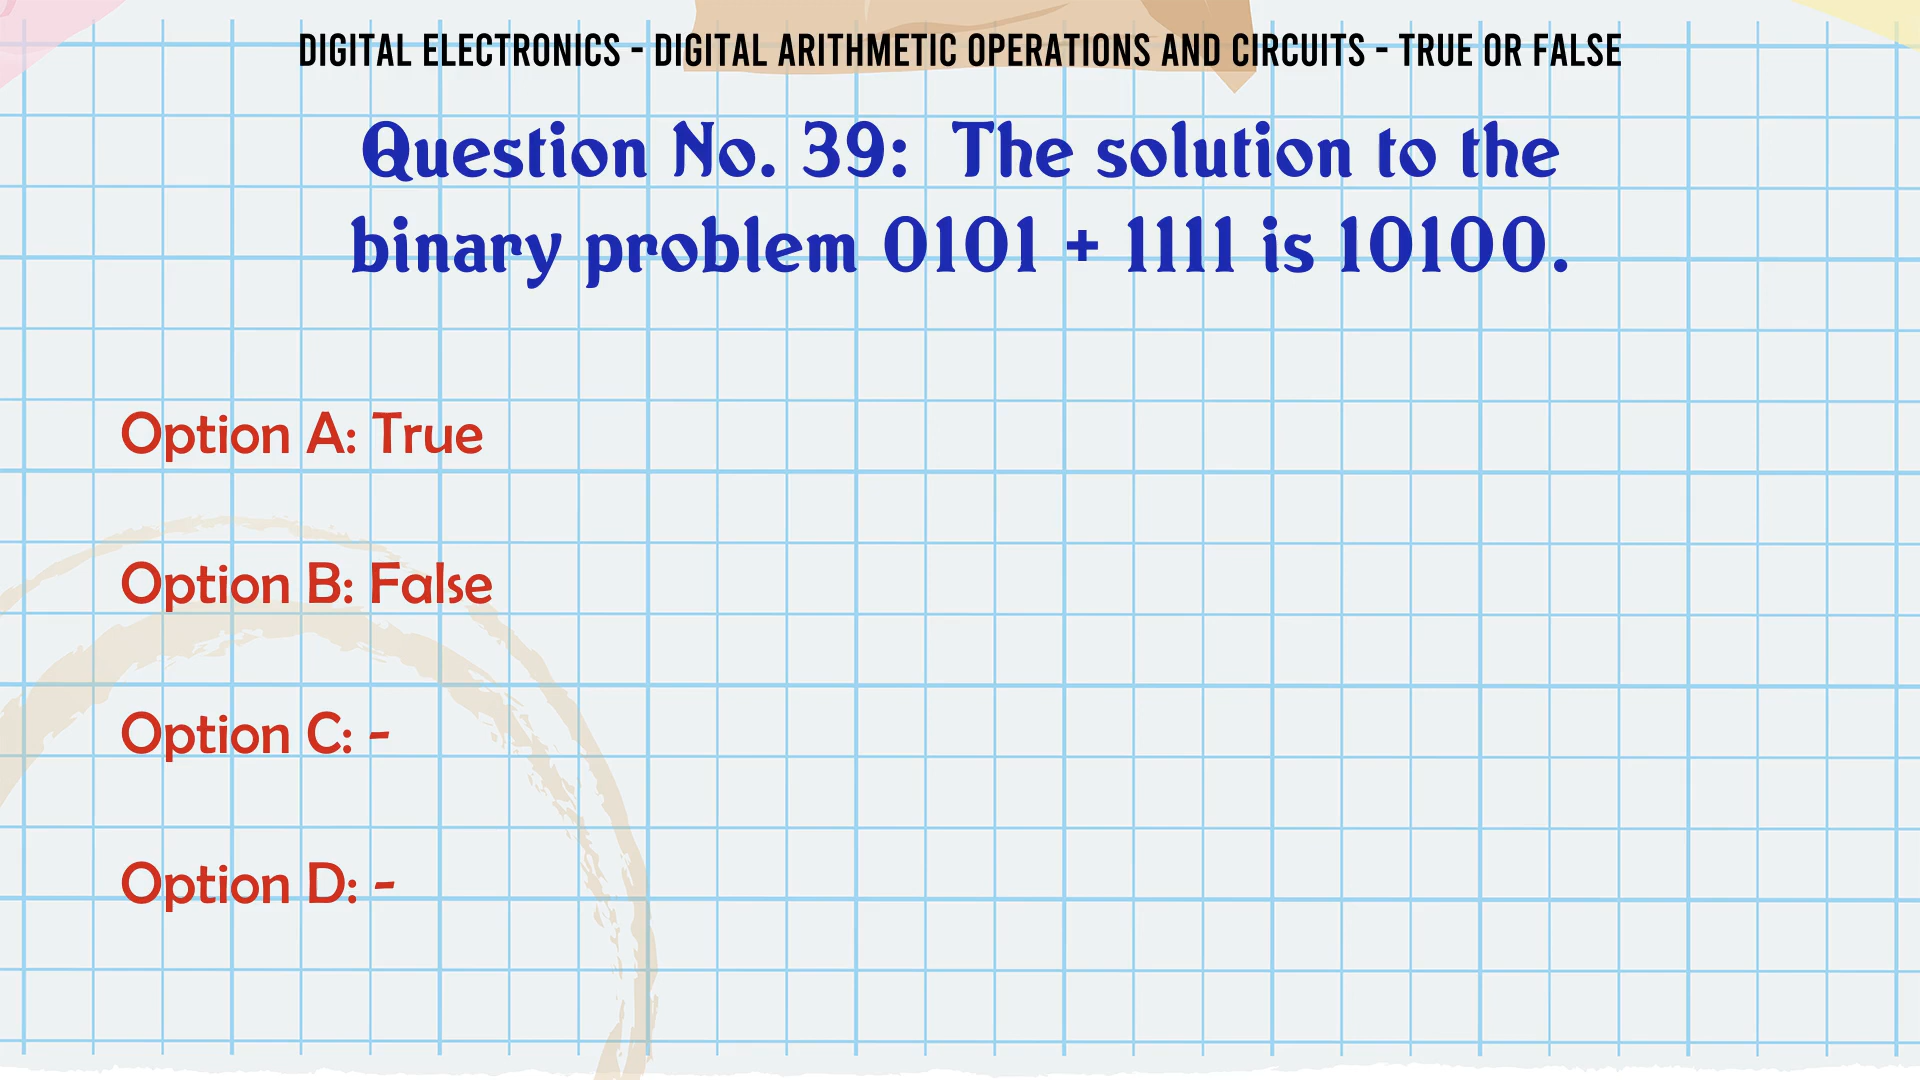 DIGITAL ELECTRONICS - DIGITAL ARITHMETIC OPERATIONS AND CIRCUITS - TRUE OR FALSE
Question No. 39: The solution to the
binary problem 0101 + 1111 is 10100.
Option A: True
Option B: False
Option C: -
Option D: -